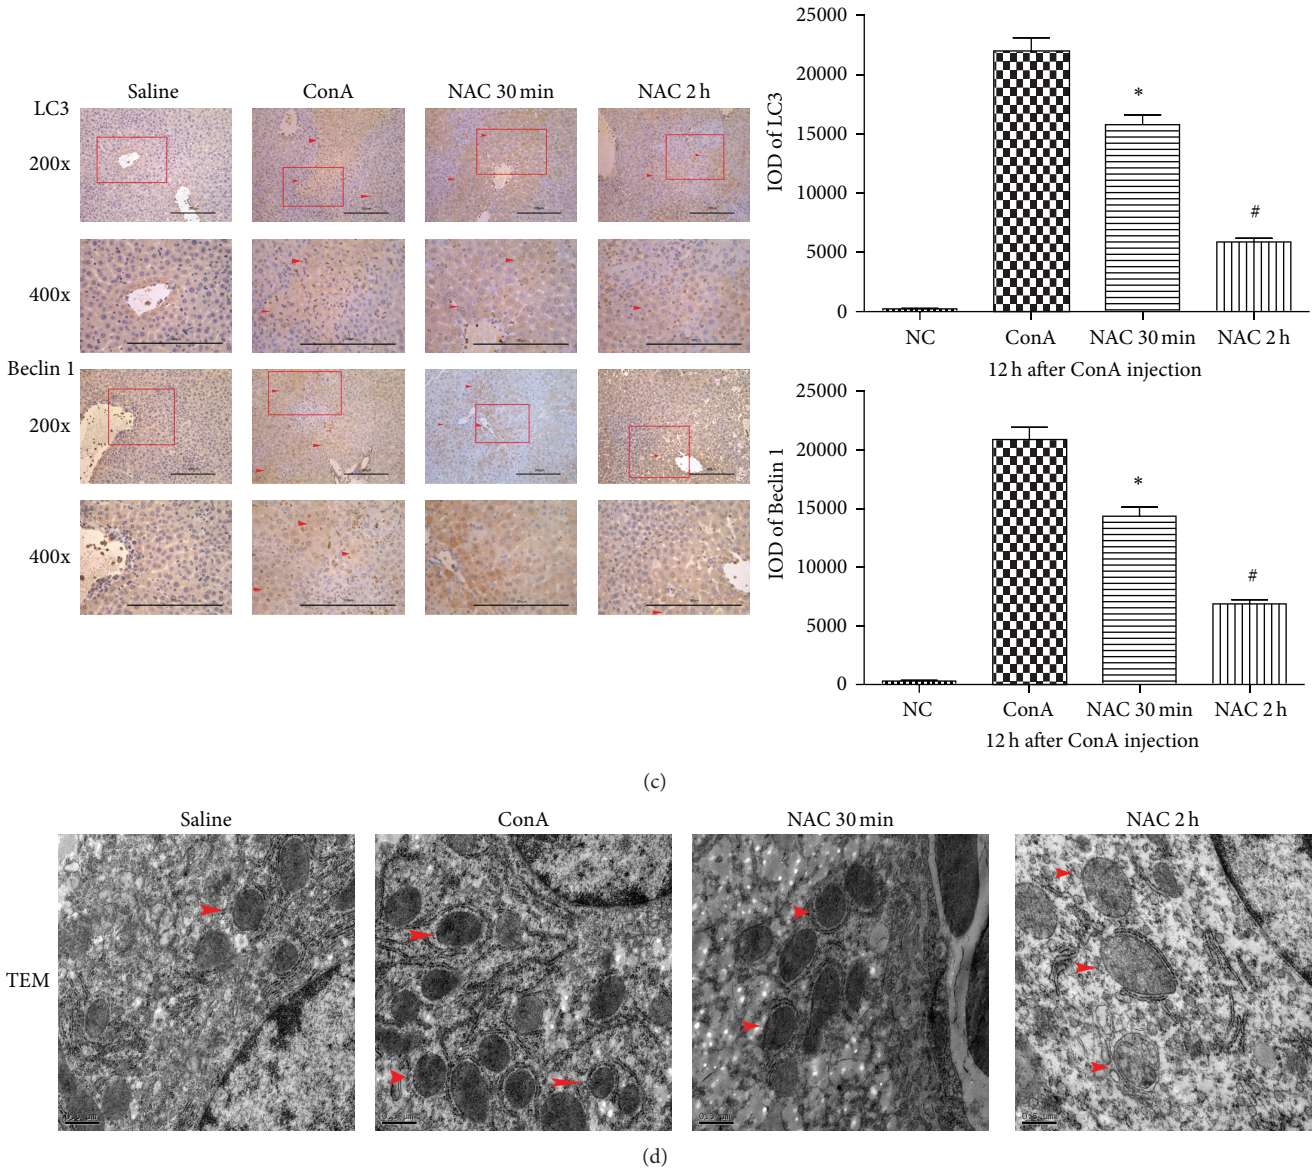 Saline ConA NAC 30 min NAC 2 h
LC3
200x
400x
Beclin 1
200x
400x
IOD of LC3
25000
20000
15000
10000
5000
0
*
#
NC ConA NAC 30 min NAC 2 h
12 h after ConA injection
IOD of Beclin 1
25000
20000
15000
10000
5000
0
*
#
NC ConA NAC 30 min NAC 2 h
12 h after ConA injection
(c)
Saline ConA NAC 30 min NAC 2 h
TEM
(d)